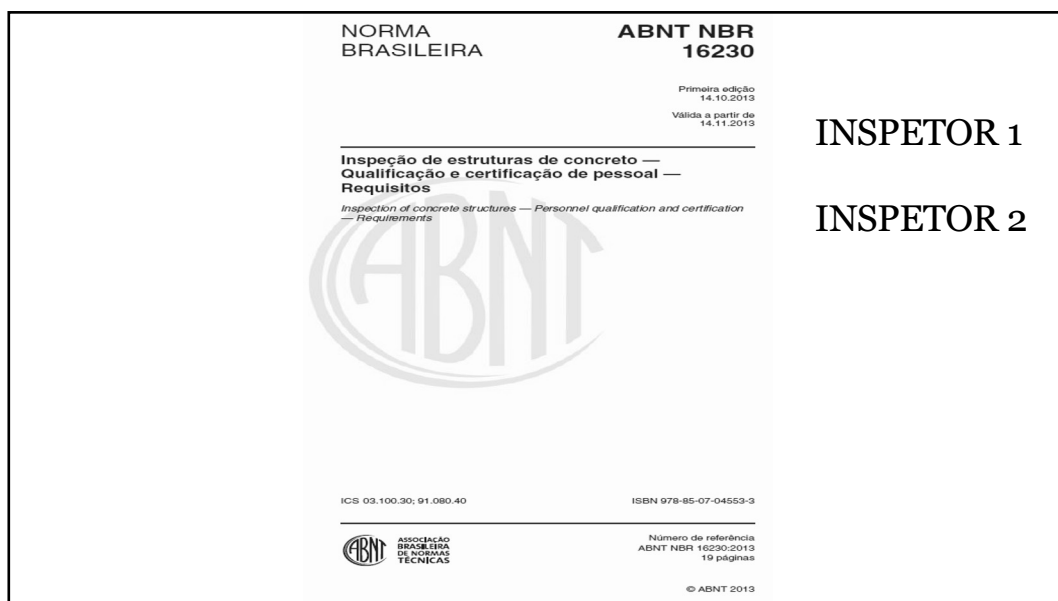 NORMA
BRASILEIRA
ABNT NBR
16230
Primeira edição
14.10.2013
Válida a partir de
14.11.2013
Inspeção de estruturas de concreto —
Qualificação e certificação de pessoal —
Requisitos
Inspection of concrete structures — Personnel qualification and certification
— Requirements
ABNT
ICS 03.100.30; 91.080.40
ISBN 978-85-07-04553-3
ABNT
ASSOCIAÇÃO
BRASILEIRA
DE NORMAS
TÉCNICAS
Número de referência
ABNT NBR 16230:2013
19 páginas
© ABNT 2013
INSPETOR 1
INSPETOR 2